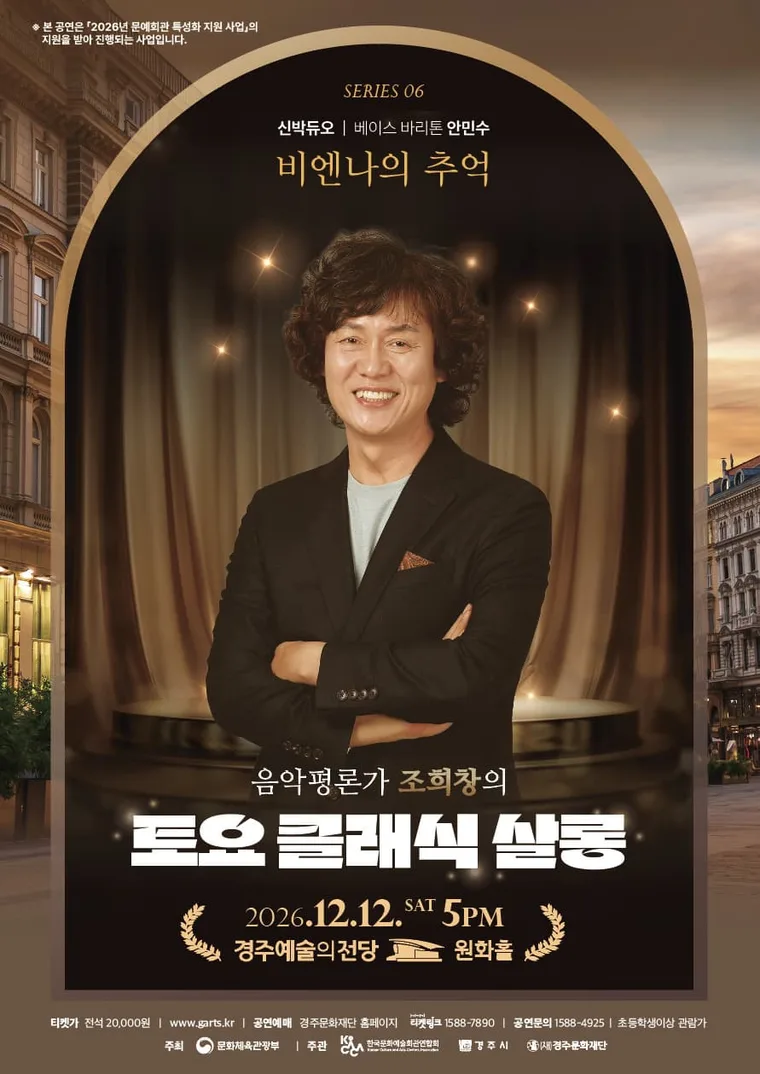 ※ 본 공연은 「2026년 문예회관 특성화 지원 사업」의
지원을 받아 진행되는 사업입니다.
SERIES 06
신박듀오 | 베이스 바리톤 안민수
비엔나의 추억
음악평론가 조희창의
토요 클래식 살롱
2026.12.12. SAT 5PM
경주예술의전당 원화홀
티켓가 전석 20,000원 | www.garts.kr | 공연예매 경주문화재단 홈페이지 티켓링크 1588-7890 | 공연문의 1588-4925 | 초등학생이상 관람가
주최 문화체육관광부 | 주관 KoCACA 한국문화예술회관연합회 경주시 (재)경주문화재단